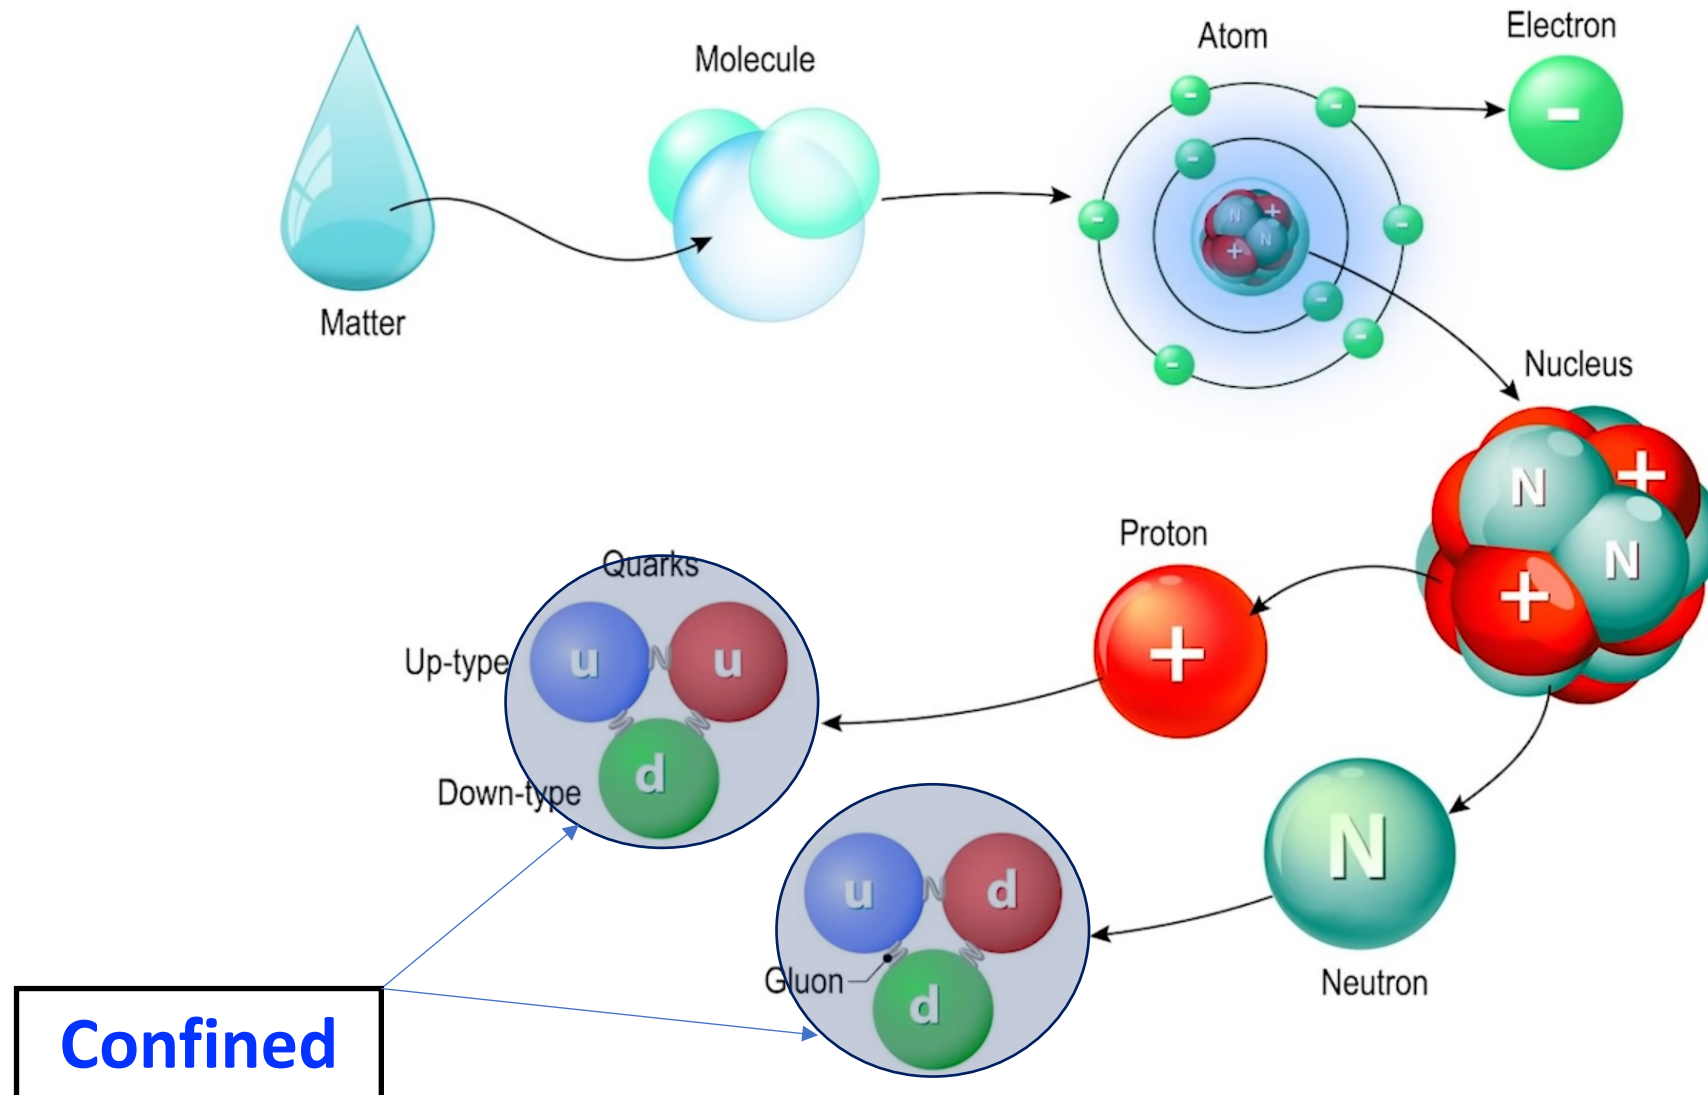 Matter
Molecule
Atom
Electron
-
-
-
-
-
-
-
-
-
N
+
N
+
Nucleus
N
+
N
+
Proton
+
Quarks
Up-type
u
u
Down-type
d
Neutron
N
u
d
Gluon
d
Confined